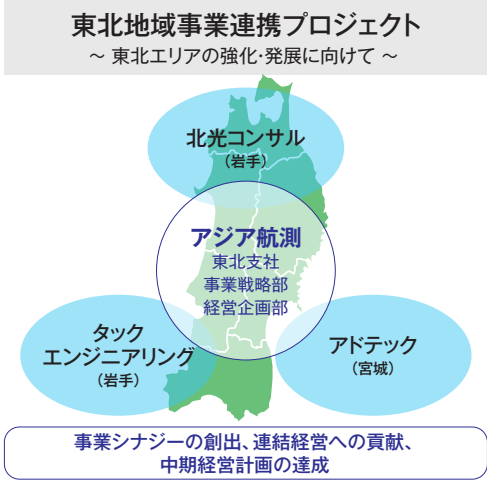 東北地域事業連携プロジェクト
~ 東北エリアの強化・発展に向けて ~
北光コンサル
(岩手)
アジア航測
東北支社
事業戦略部
経営企画部
タック
エンジニアリング
(岩手)
アドテック
(宮城)
事業シナジーの創出、連結経営への貢献、
中期経営計画の達成